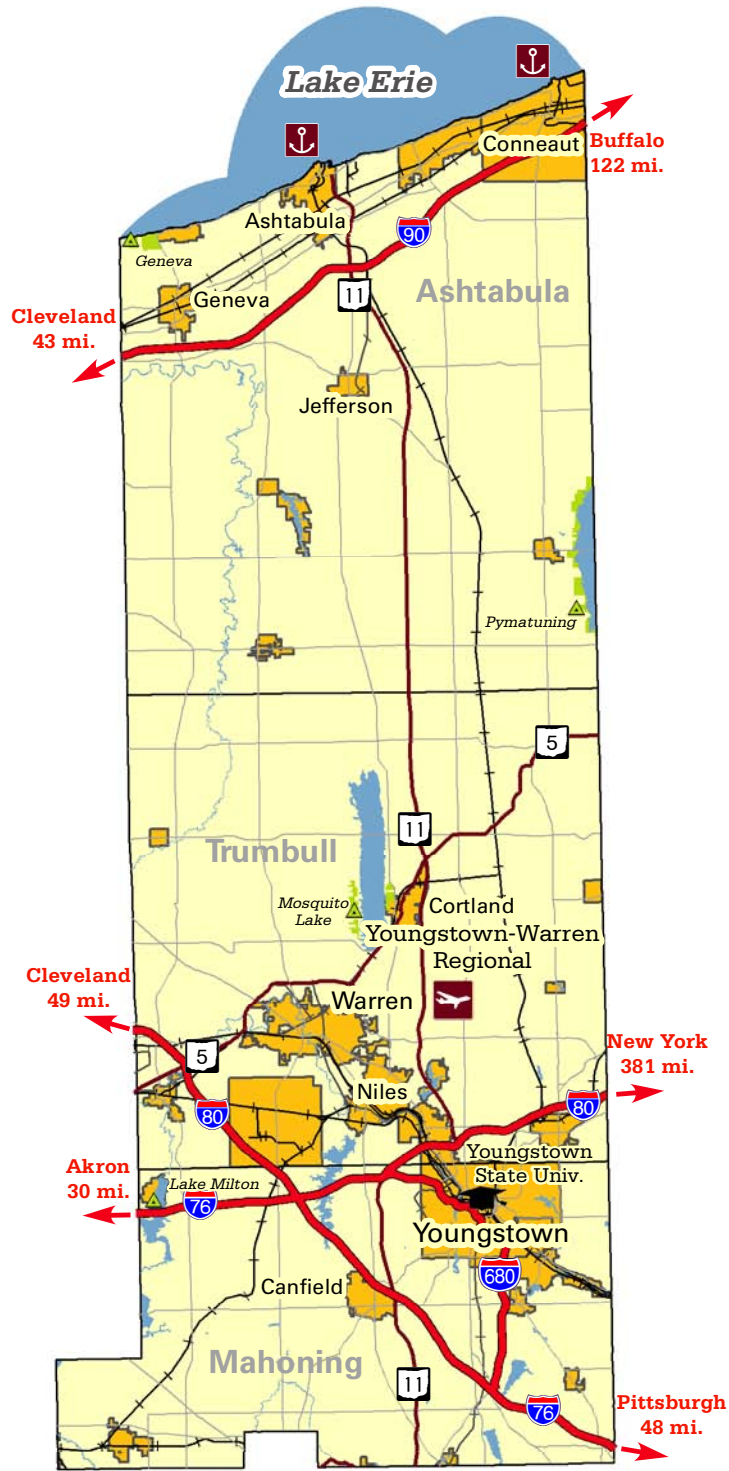 Lake Erie
Conneaut
Buffalo
122 mi.
Ashtabula
90
Geneva
Geneva
11
Ashtabula
Cleveland
43 mi.
Jefferson
Pymatuning
5
11
Trumbull
Mosquito
Lake
Cortland
Youngstown-Warren
Regional
Cleveland
49 mi.
Warren
5
New York
381 mi.
Niles
80
80
Youngstown
State Univ.
Akron
30 mi.
Lake Milton
76
Youngstown
680
Canfield
Mahoning
11
76
Pittsburgh
48 mi.